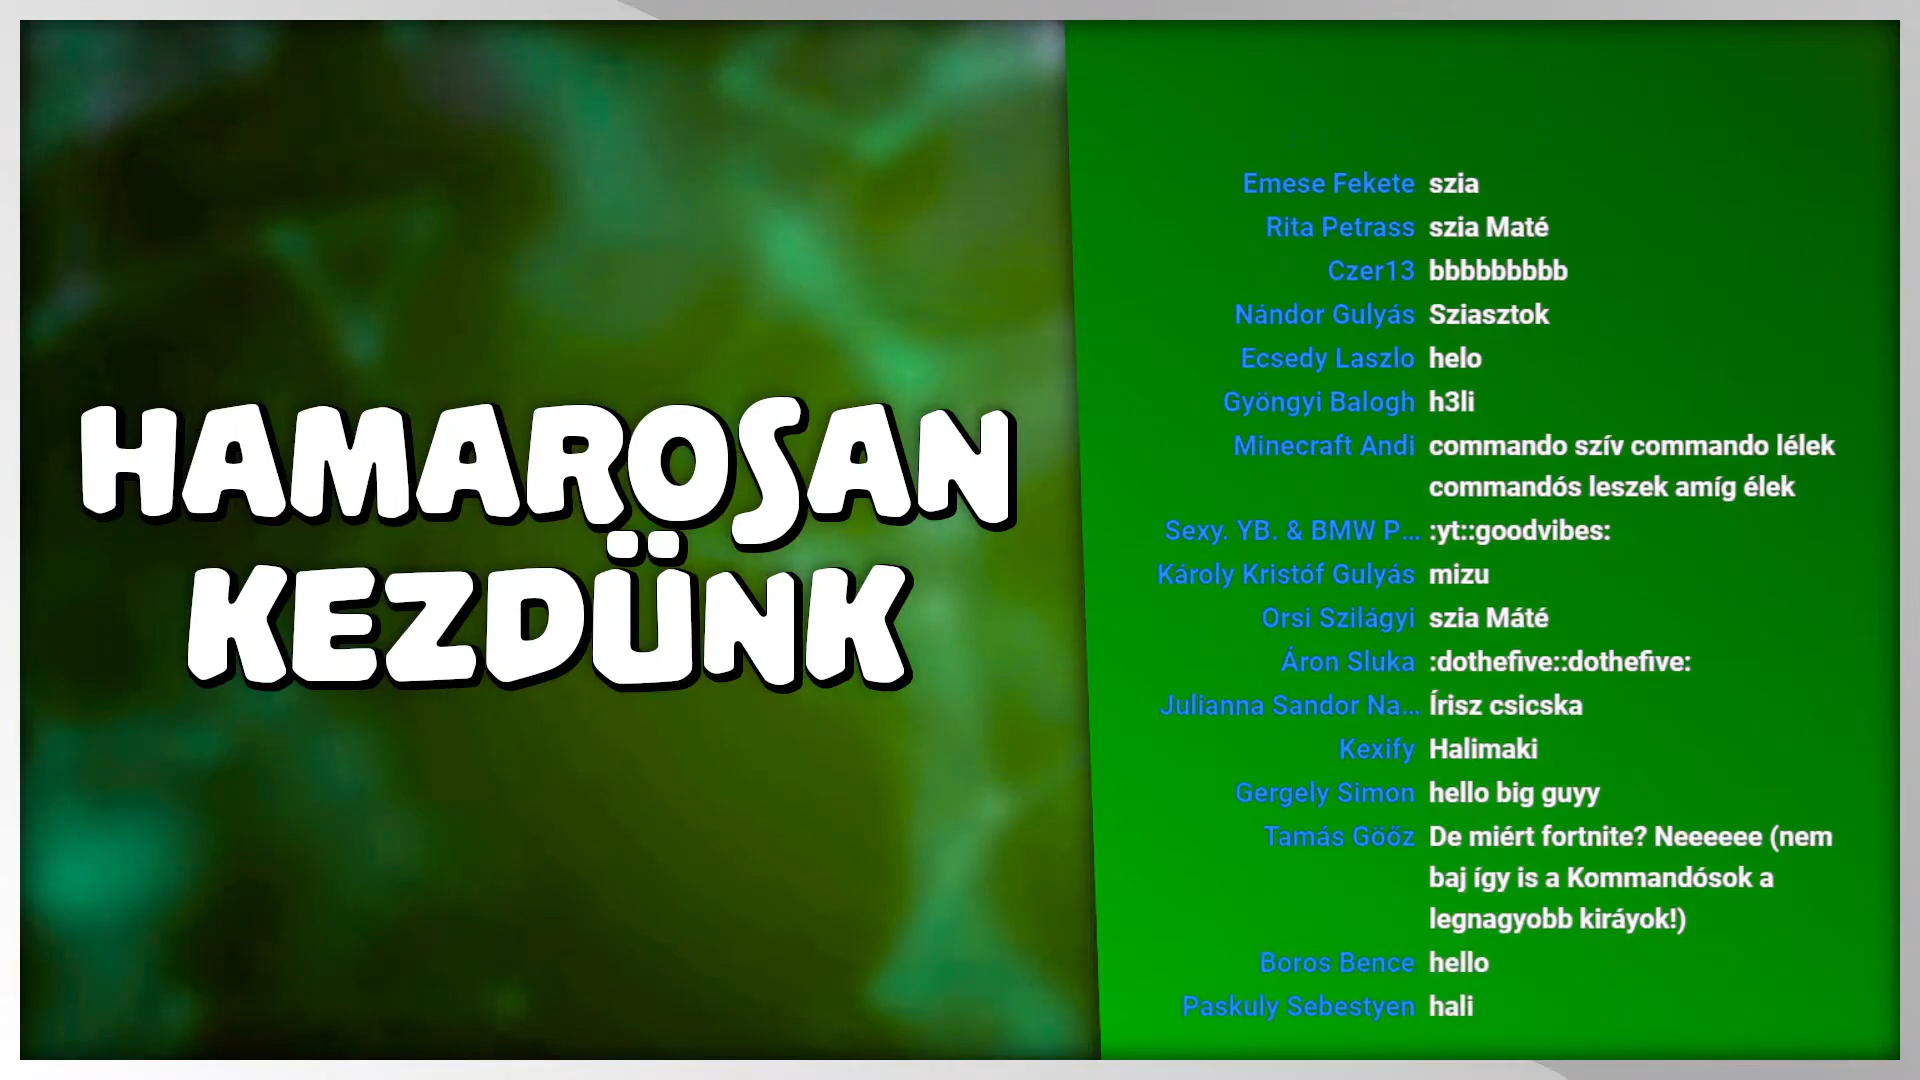 HAMAROSAN
KEZDÜNK
Emese Fekete szia
Rita Petrass szia Maté
Czer13 bbbbbbbbb
Nándor Gulyás Sziasztok
Ecsedy Laszlo helo
Gyöngyi Balogh h3li
Minecraft Andi commando szív commando lélek
commandós leszek amíg élek
Sexy. YB. & BMW P... :yt::goodvibes:
Károly Kristóf Gulyás mizu
Orsi Szilágyi szia Máté
Áron Sluka :dothefive::dothefive:
Julianna Sandor Na... Írisz csicska
Kexify Halimaki
Gergely Simon hello big guyy
Tamás Göőz De miért fortnite? Neeeeee (nem
baj így is a Kommandósok a
legnagyobb kiráyok!)
Boros Bence hello
Paskuly Sebestyen hali